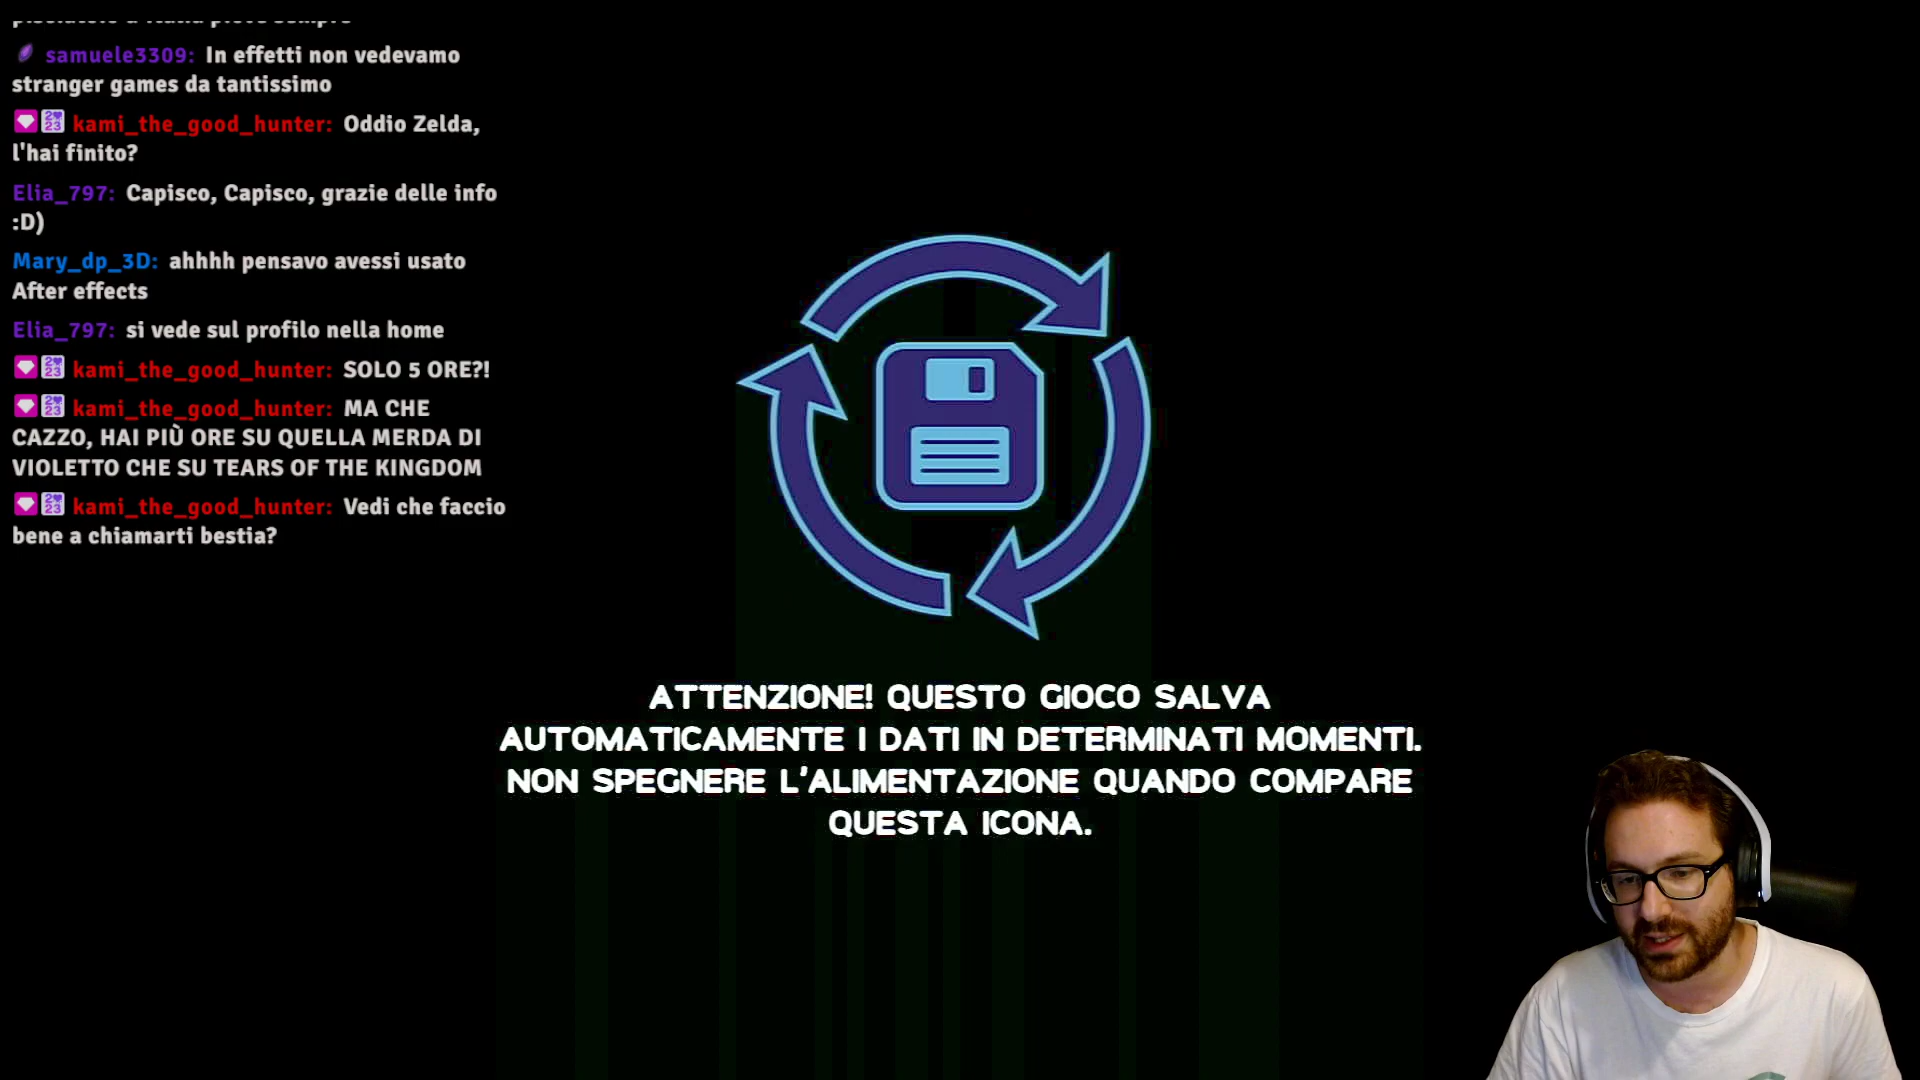 samuele3309: In effetti non vedevamo
stranger games da tantissimo
kami_the_good_hunter: Oddio Zelda,
l'hai finito?
Elia_797: Capisco, Capisco, grazie delle info
:D)
Mary_dp_3D: ahhhh pensavo avessi usato
After effects
Elia_797: si vede sul profilo nella home
kami_the_good_hunter: SOLO 5 ORE?!
kami_the_good_hunter: MA CHE
CAZZO, HAI PIÙ ORE SU QUELLA MERDA DI
VIOLETTO CHE SU TEARS OF THE KINGDOM
kami_the_good_hunter: Vedi che faccio
bene a chiamarti bestia?
ATTENZIONE! QUESTO GIOCO SALVA
AUTOMATICAMENTE I DATI IN DETERMINATI MOMENTI.
NON SPEGNERE L'ALIMENTAZIONE QUANDO COMPARE
QUESTA ICONA.